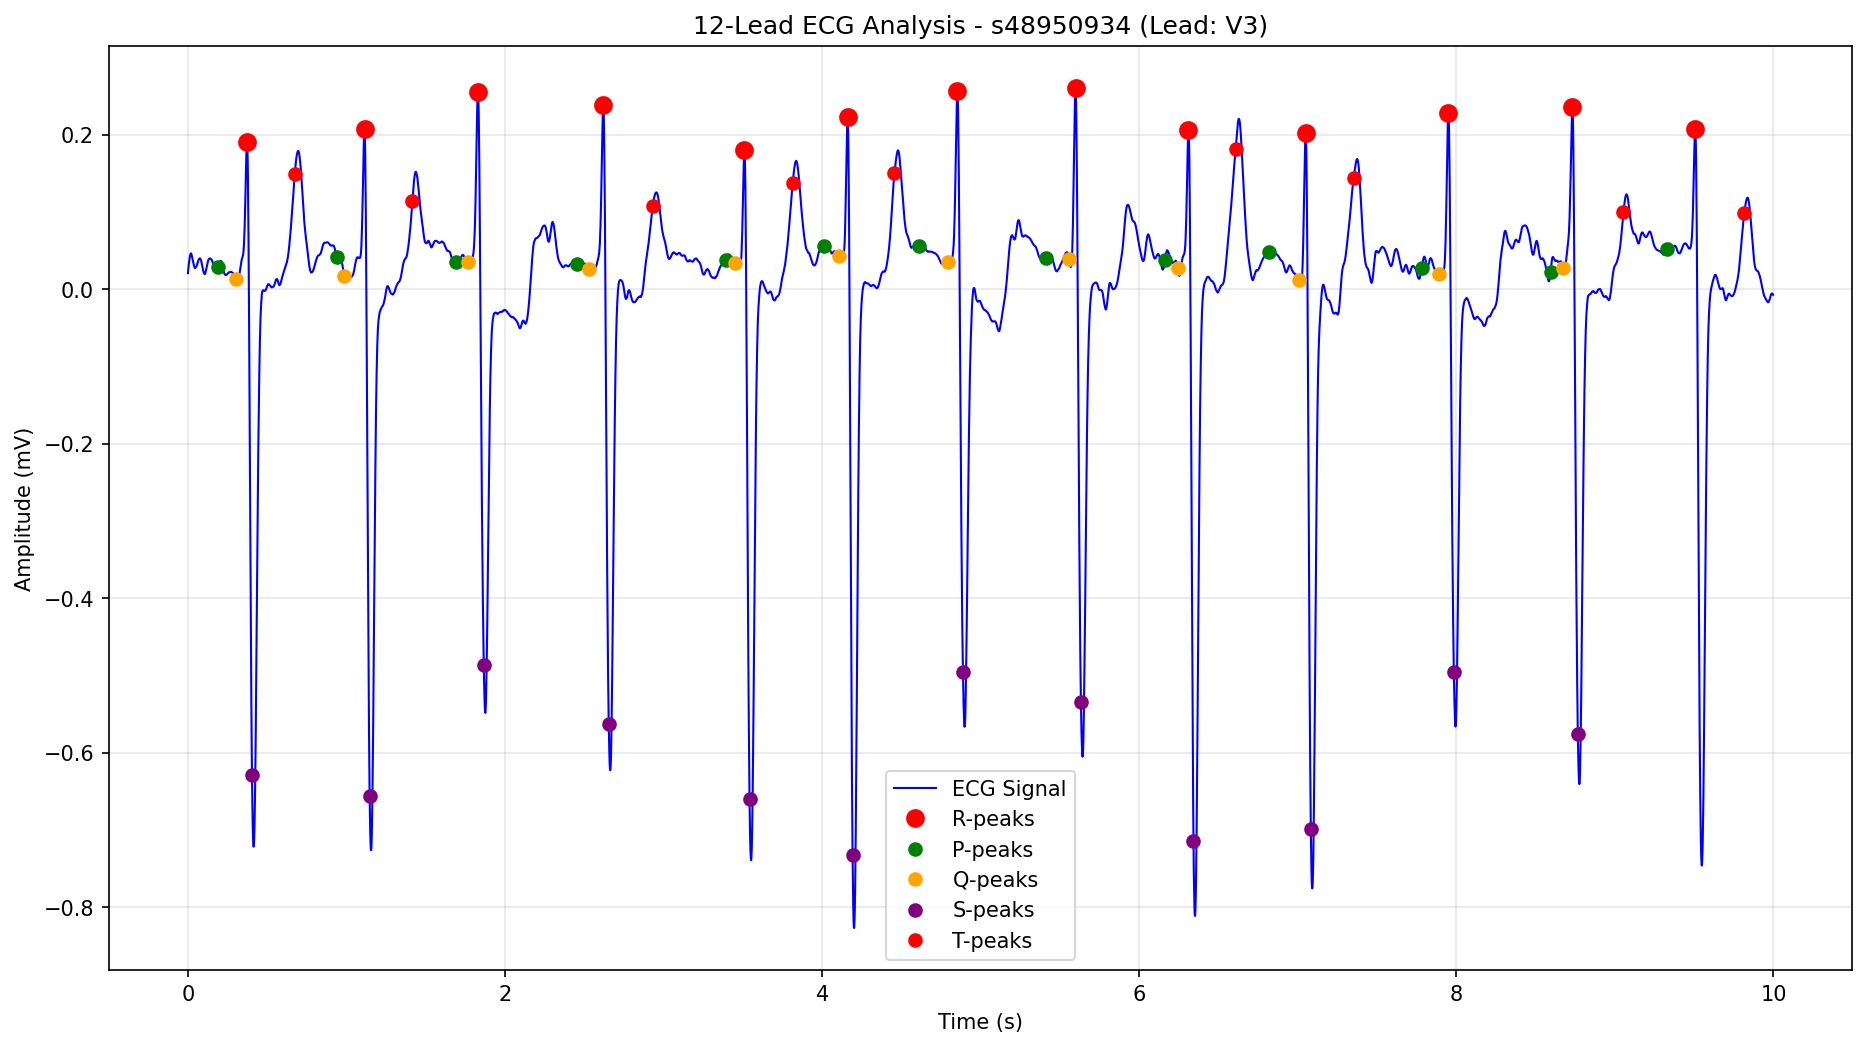 12-Lead ECG Analysis - s48950934 (Lead: V3)
Amplitude (mV)
0.2
0.0
−0.2
−0.4
−0.6
−0.8
ECG Signal
R-peaks
P-peaks
Q-peaks
S-peaks
T-peaks
0 2 4 6 8 10
Time (s)